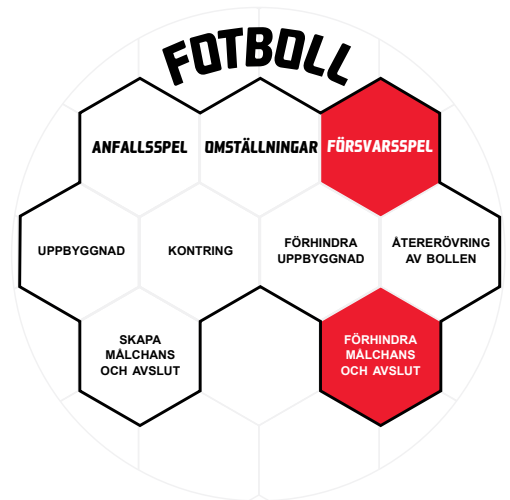 FOTBOLL
ANFALLSSPEL
OMSTÄLLNINGAR
FÖRSVARSSPEL
UPPBYGGNAD
KONTRING
FÖRHINDRA
UPPBYGGNAD
ÅTERERÖVRING
AV BOLLEN
SKAPA
MÅLCHANS
OCH AVSLUT
FÖRHINDRA
MÅLCHANS
OCH AVSLUT